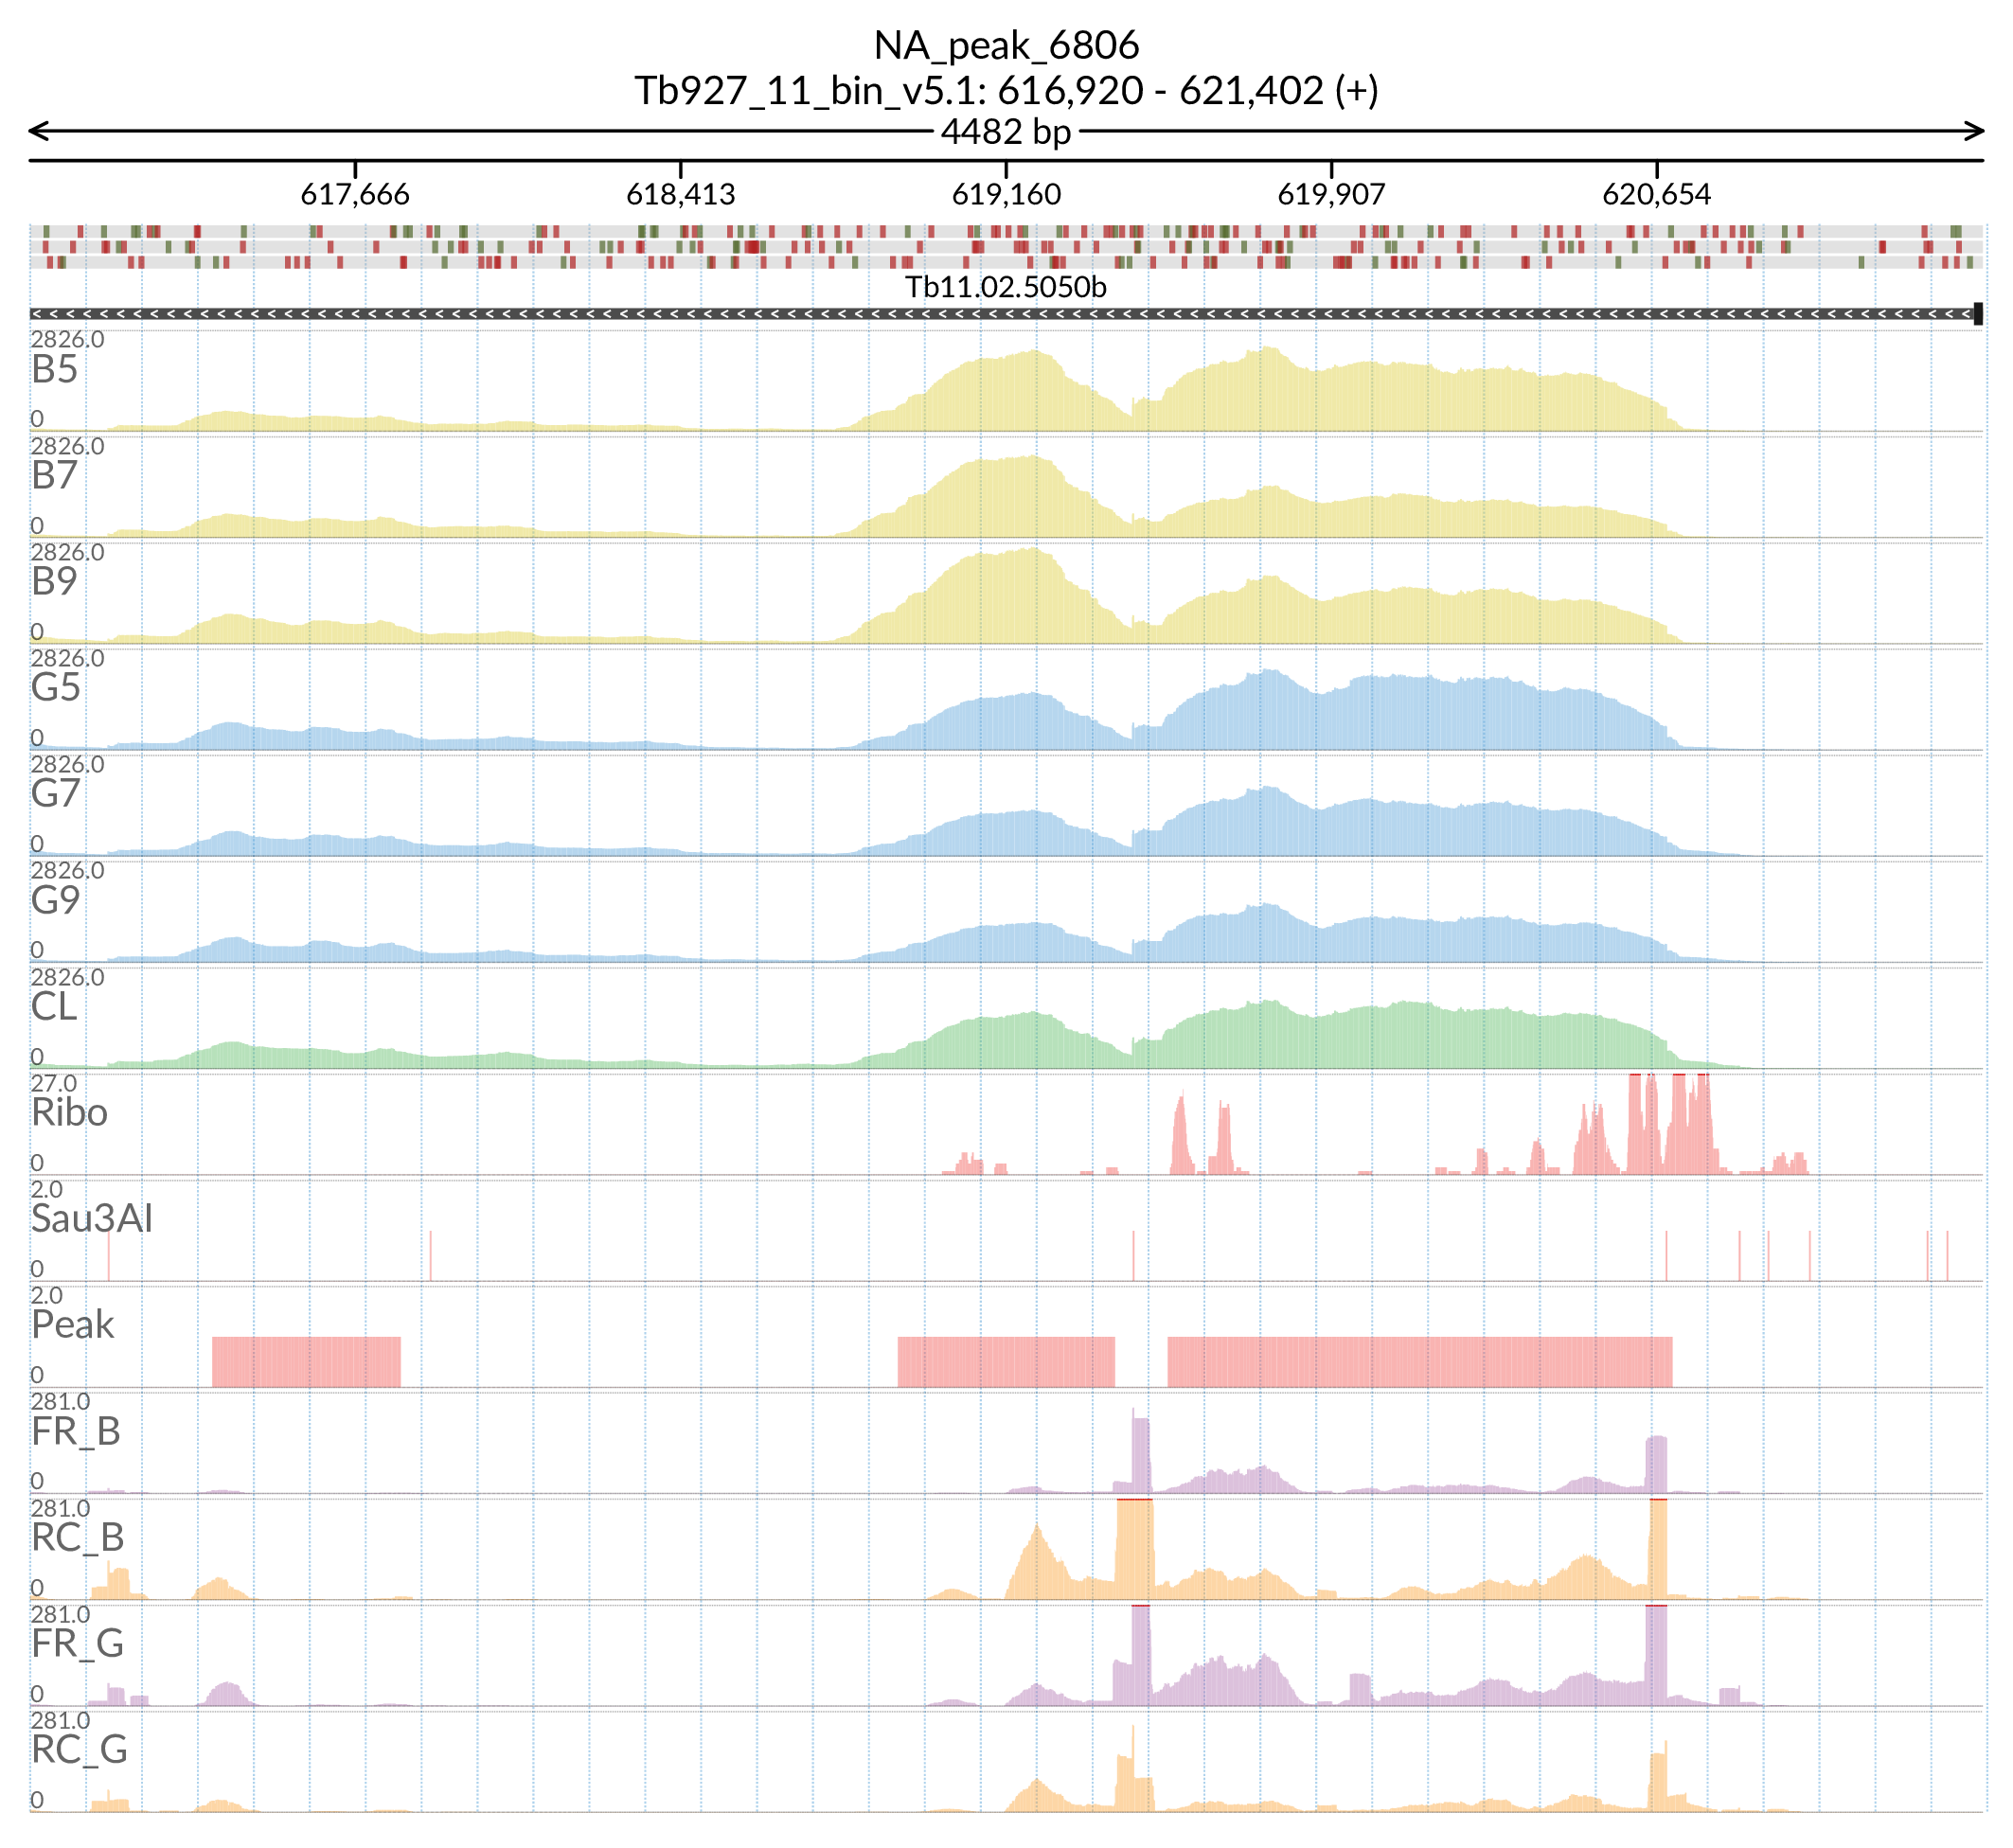 NA_peak_6806
Tb927_11_bin_v5.1: 616,920 - 621,402 (+)
4482 bp
617,666 618,413 619,160 619,907 620,654
Tb11.02.5050b
2826.0
B5
0
2826.0
B7
0
2826.0
B9
0
2826.0
G5
0
2826.0
G7
0
2826.0
G9
0
2826.0
CL
0
27.0
Ribo
0
2.0
Sau3AI
0
2.0
Peak
0
281.0
FR_B
0
281.0
RC_B
0
281.0
FR_G
0
281.0
RC_G
0